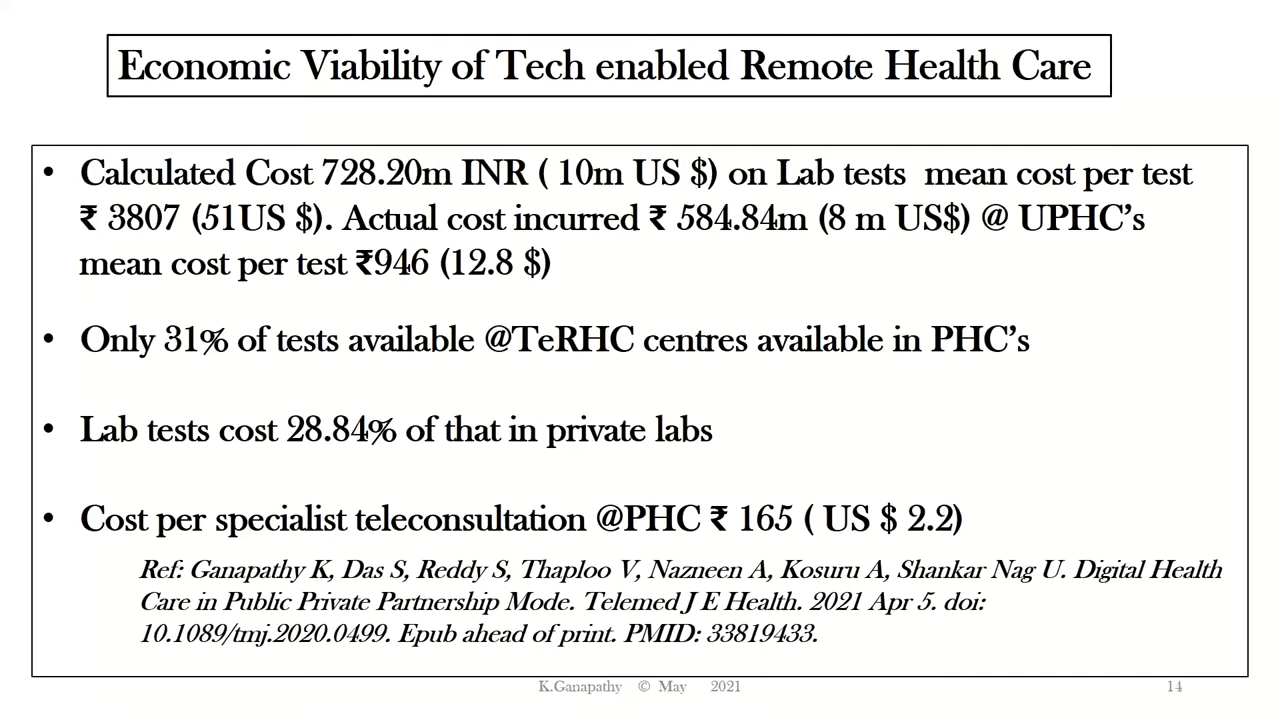 Economic Viability of Tech enabled Remote Health Care
• Calculated Cost 728.20m INR ( 10m US $) on Lab tests mean cost per test
₹ 3807 (51US $). Actual cost incurred ₹ 584.84m (8 m US$) @ UPHC's
mean cost per test ₹946 (12.8 $)
• Only 31% of tests available @TeRHC centres available in PHC's
• Lab tests cost 28.84% of that in private labs
• Cost per specialist teleconsultation @PHC ₹ 165 ( US $ 2.2)
Ref: Ganapathy K, Das S, Reddy S, Thaploo V, Nazneen A, Kosuru A, Shankar Nag U. Digital Health
Care in Public Private Partnership Mode. Telemed J E Health. 2021 Apr 5. doi:
10.1089/tmj.2020.0499. Epub ahead of print. PMID: 33819433.
K.Ganapathy © May 2021
14